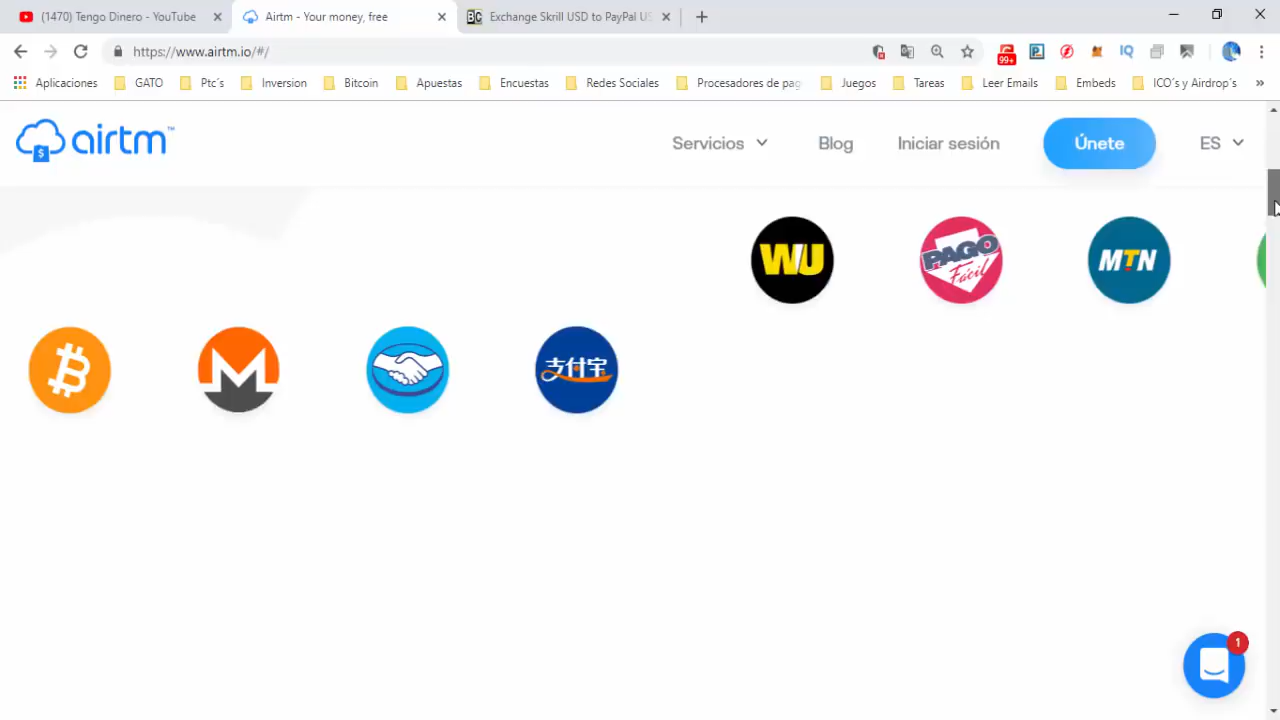 (1470) Tengo Dinero - YouTube
Airtm - Your money, free
BC Exchange Skrill USD to PayPal US
https://www.airtm.io/#/
99+
IQ
Aplicaciones GATO Ptc´s Inversion Bitcoin Apuestas Encuestas Redes Sociales Procesadores de pag Juegos Tareas Leer Emails Embeds ICO´s y Airdrop´s »
airtm™ Servicios Blog Iniciar sesión Únete ES
$
WU PAGO Fácil MTN
支付宝
1